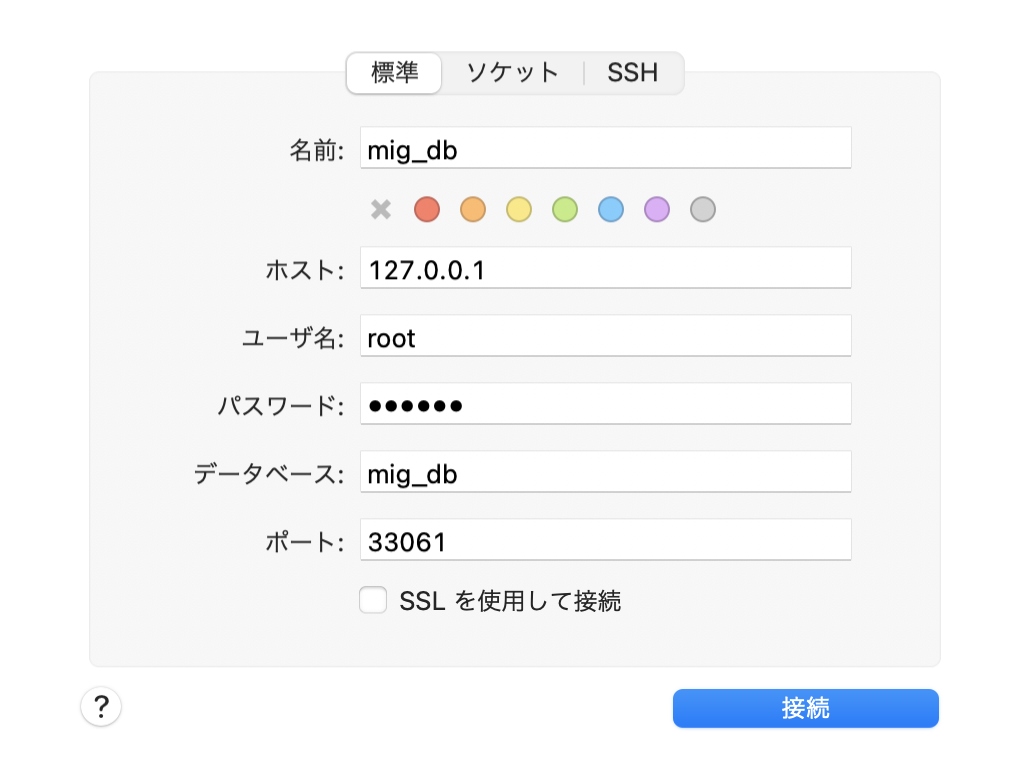 標準 ソケット SSH
名前: mig_db
ホスト: 127.0.0.1
ユーザ名: root
パスワード: ●●●●●●
データベース: mig_db
ポート: 33061
SSL を使用して接続
? 接続